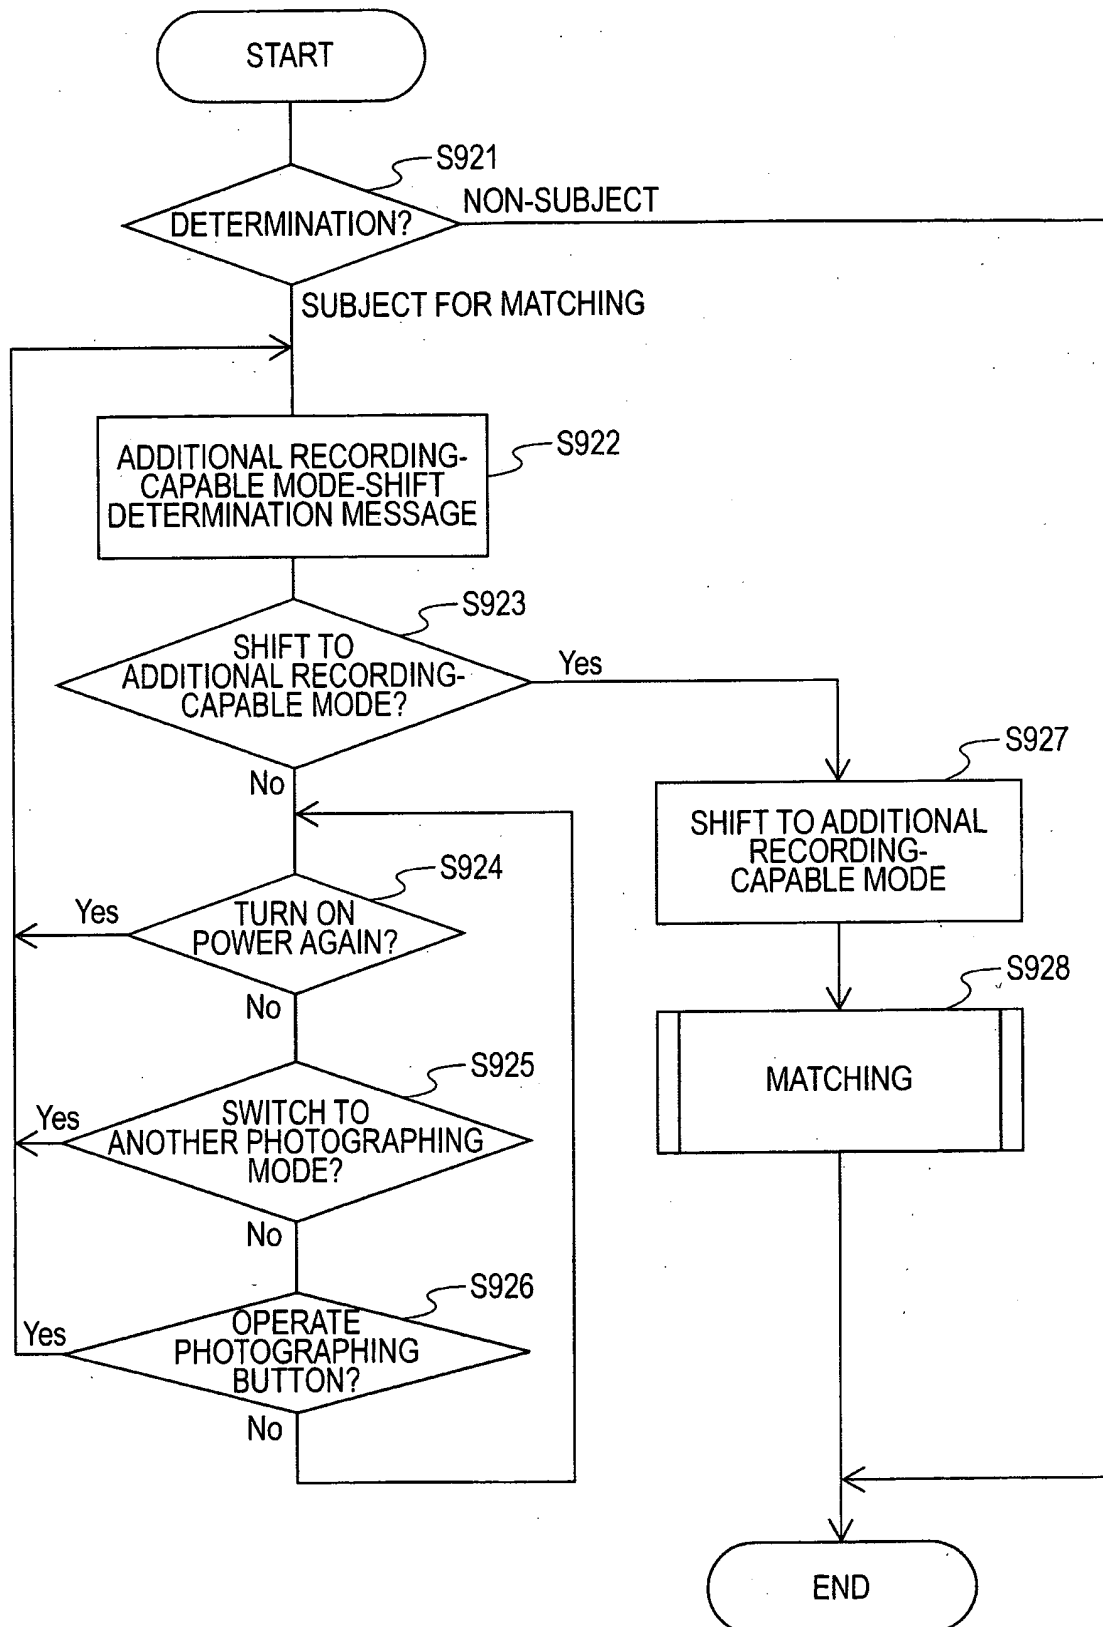 START
S921
DETERMINATION?
NON-SUBJECT
SUBJECT FOR MATCHING
ADDITIONAL RECORDING-
CAPABLE MODE-SHIFT
DETERMINATION MESSAGE
S922
S923
SHIFT TO
ADDITIONAL RECORDING-
CAPABLE MODE?
Yes
No
S927
SHIFT TO ADDITIONAL
RECORDING-
CAPABLE MODE
S924
TURN ON
POWER AGAIN?
Yes
No
S928
MATCHING
S925
SWITCH TO
ANOTHER PHOTOGRAPHING
MODE?
Yes
No
S926
OPERATE
PHOTOGRAPHING
BUTTON?
Yes
No
END